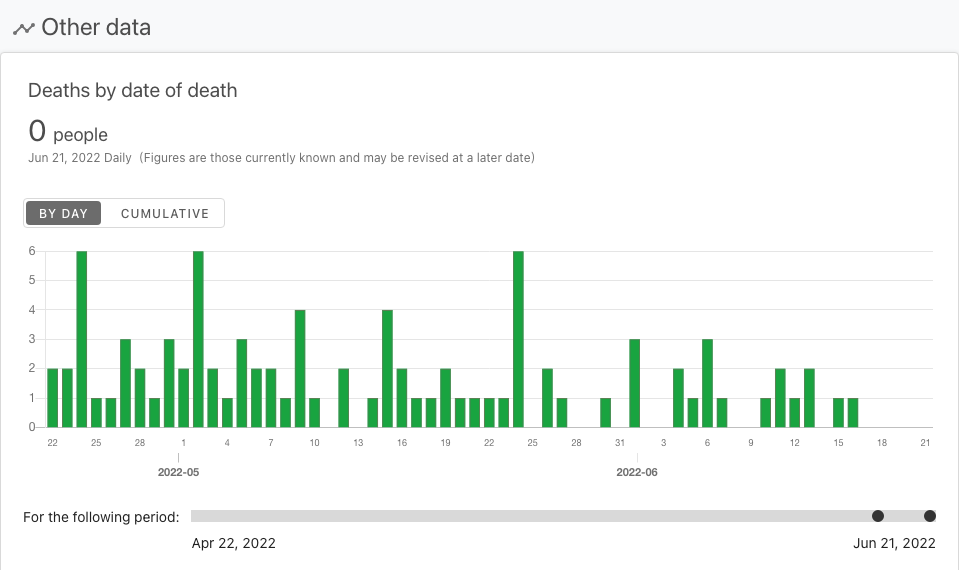 Other data
Deaths by date of death
0 people
Jun 21, 2022 Daily (Figures are those currently known and may be revised at a later date)
BY DAY CUMULATIVE
6
5
4
3
2
1
0
22 25 28 1 4 7 10 13 16 19 22 25 28 31 3 6 9 12 15 18 21
2022-05 2022-06
For the following period:
Apr 22, 2022 Jun 21, 2022